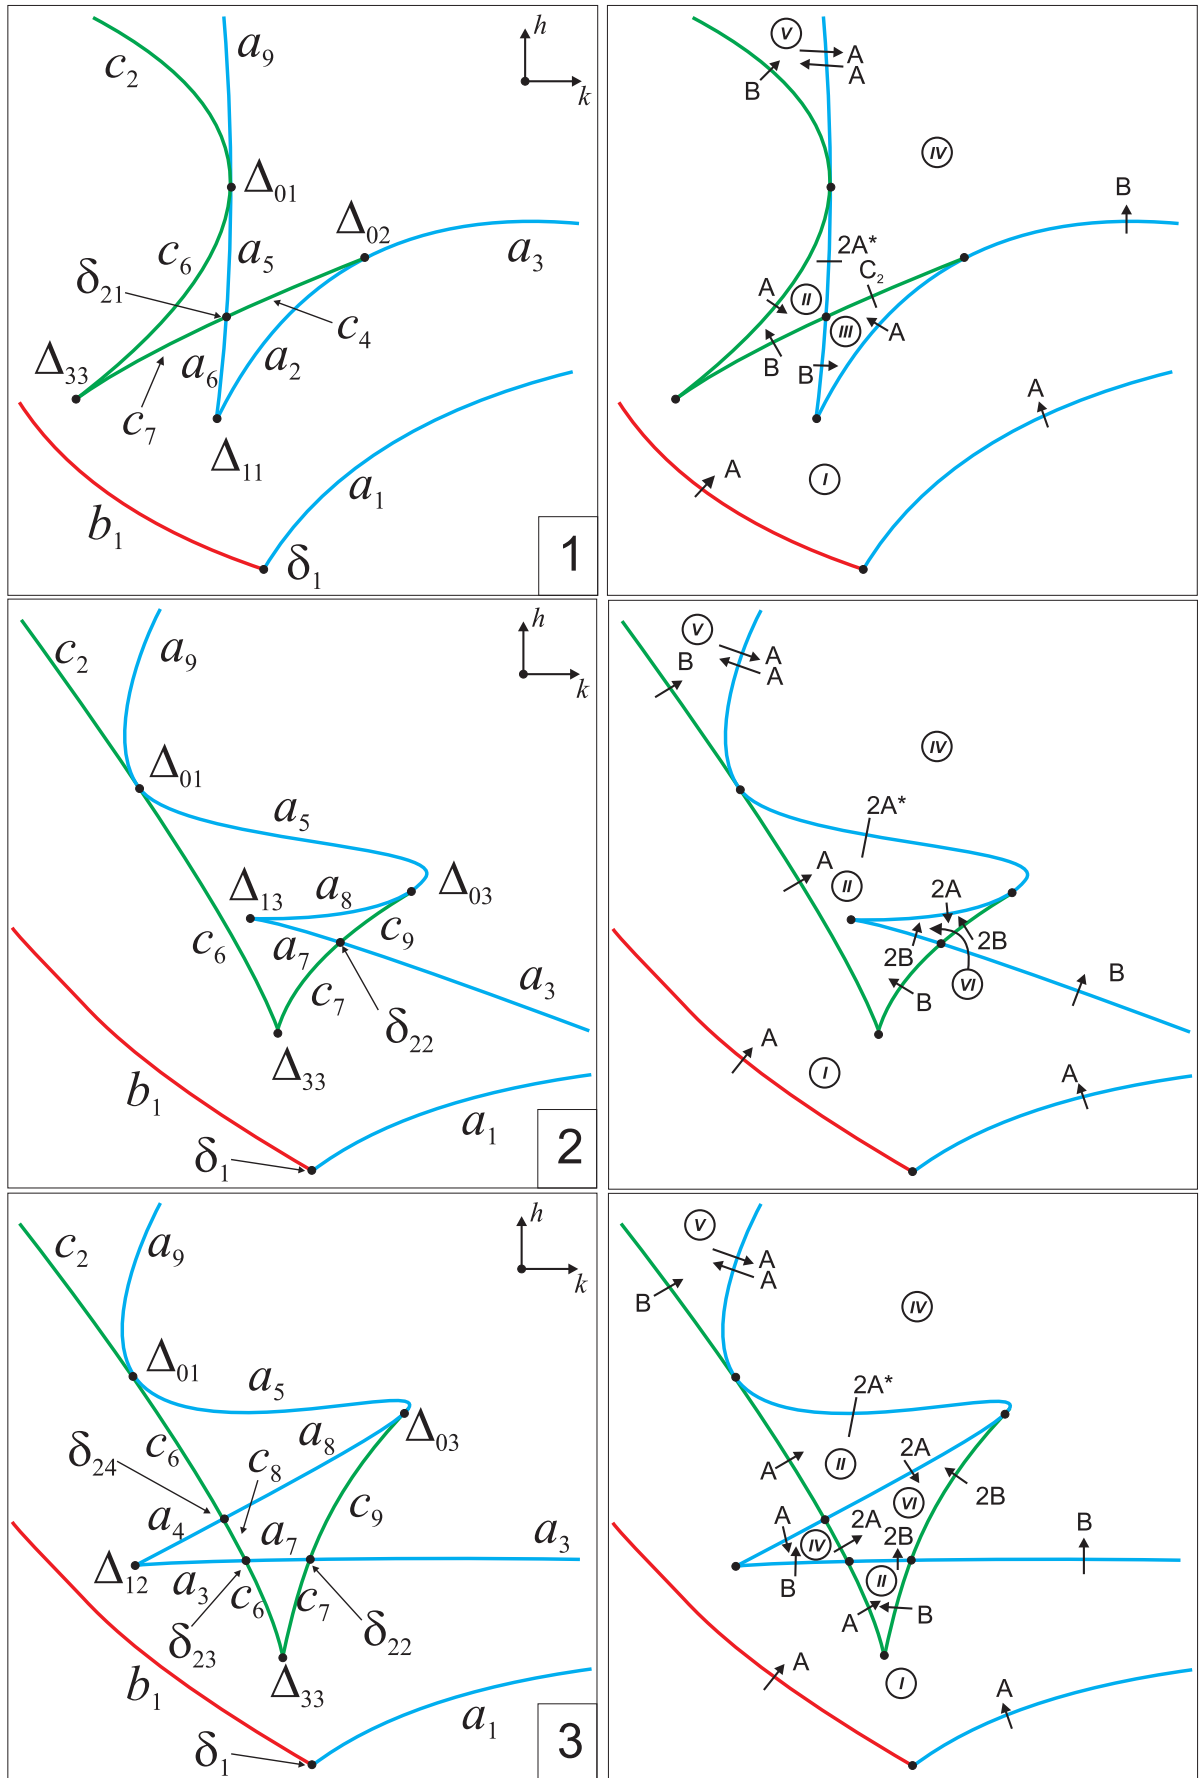 c2 a9 h k
Δ01
Δ02
c6 a5 a3
δ21
c4
Δ33 a6 a2
c7
Δ11
a1
b1
δ1
1
V A
A
B
IV
B
2A*
C2
A II
III A
B
B
A
A
I
c2 a9 h k
Δ01
a5
Δ13 a8 Δ03
c6 a7 c9
a3
c7
δ22
Δ33
b1
a1
δ1
2
V
B A
A
IV
2A*
A
II
2A
2B 2B
VI B
B
A
I A
c2 a9 h k
Δ01
a5
δ24 c6 c8 a8 Δ03
a4 a7 c9 a3
Δ12 a3 c6 c7
δ23 δ22
Δ33
b1
a1
δ1
3
V
A
A
B
IV
2A*
A II 2A
VI 2B
A IV 2A 2B B
B II
A B
A
I A